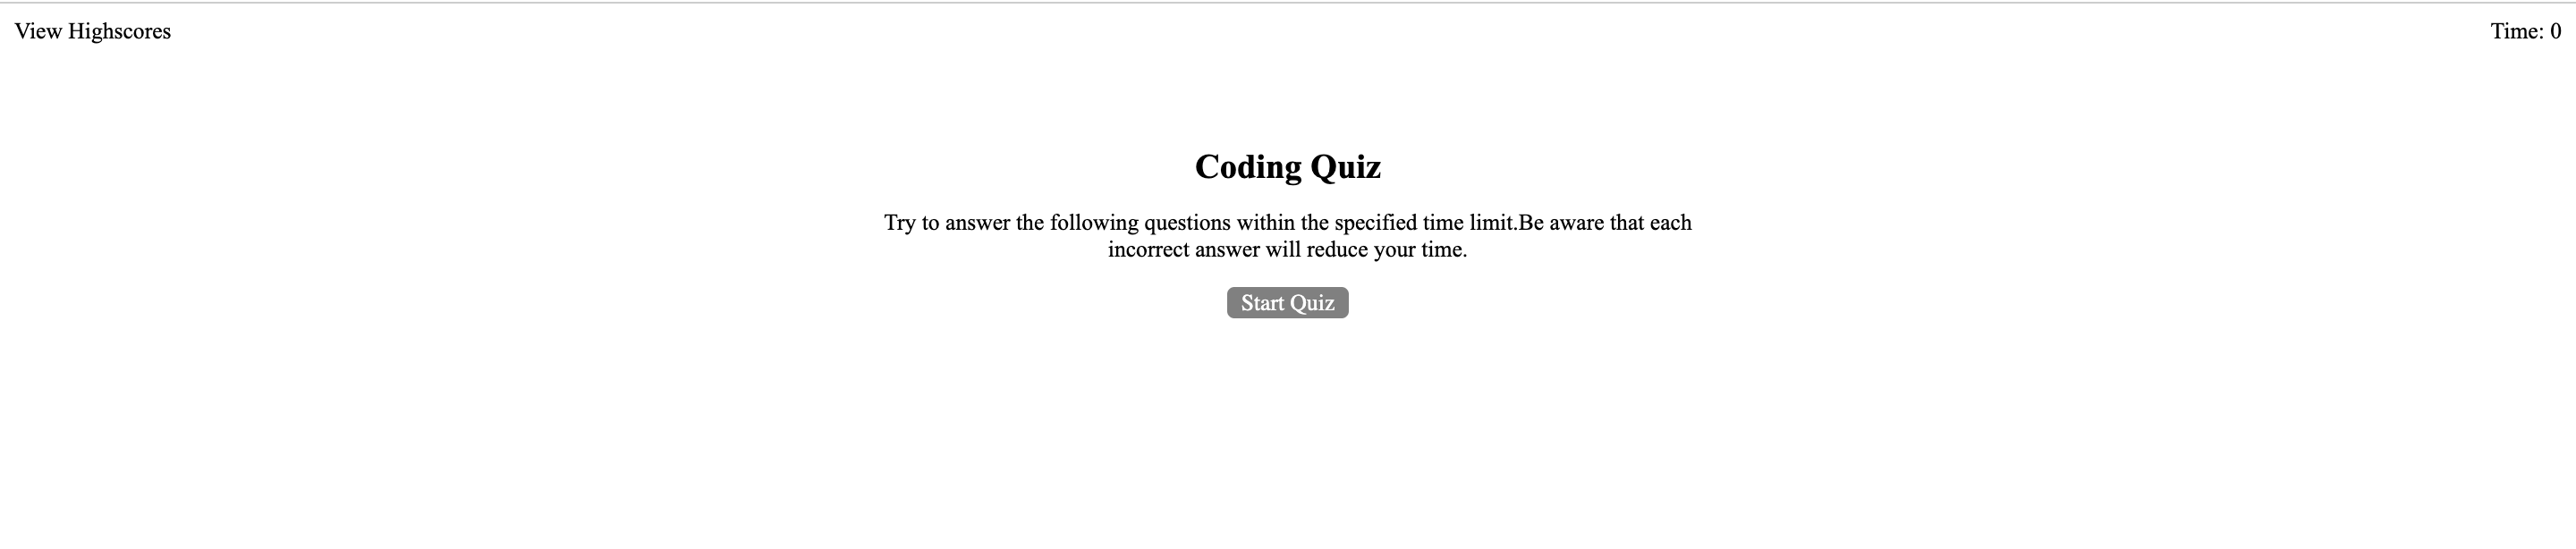 View Highscores
Time: 0
Coding Quiz
Try to answer the following questions within the specified time limit.Be aware that each
incorrect answer will reduce your time.
Start Quiz